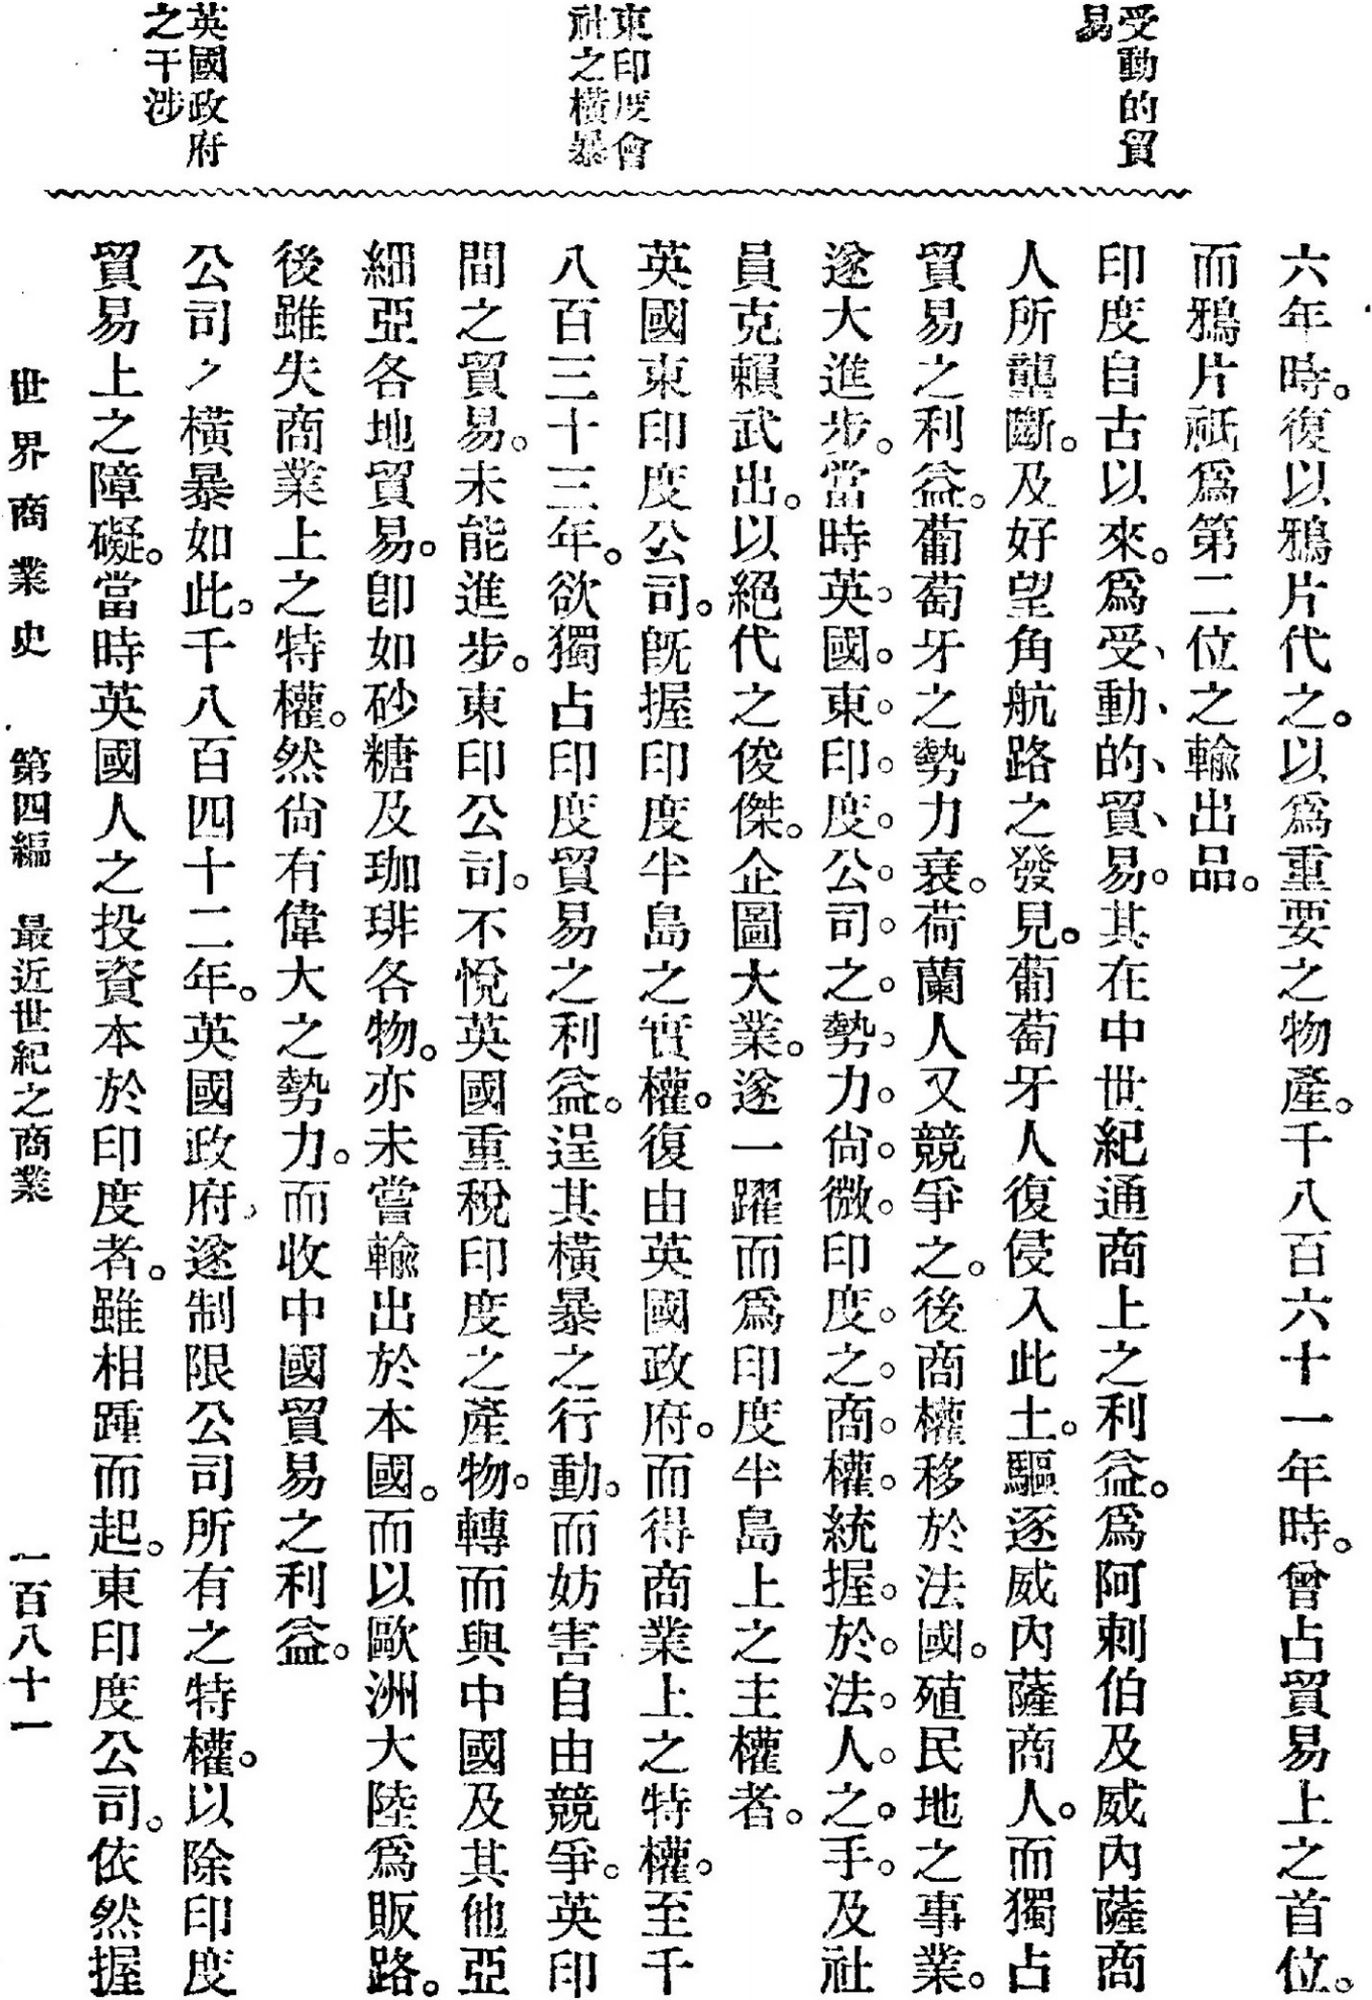 受動的貿
易
東印度會
社之橫暴
英國政府
之干涉
六年時。復以鴉片代之。以爲重要之物產。千八百六十一年時。曾占貿易上之首位。
而鴉片祇爲第二位之輸出品。
印度自古以來。爲受動的貿易。其在中世紀通商上之利益。爲阿剌伯及威內薩商
人所壟斷。及好望角航路之發見。葡萄牙人復侵入此土。驅逐威內薩商人。而獨占
貿易之利益。葡萄牙之勢力衰。荷蘭人又競爭之。後商權移於法國。殖民地之事業。
遂大進步。當時英國東印度公司之勢力尙微。印度之商權。統握於法人之手。及社
員克賴武出。以絕代之俊傑。企圖大業。遂一躍而爲印度半島上之主權者。
英國東印度公司。旣握印度半島之實權。復由英國政府。而得商業上之特權。至千
八百三十三年。欲獨占印度貿易之利益。逞其橫暴之行動。而妨害自由競爭。英印
間之貿易。未能進步。東印公司。不悅英國重稅印度之產物。轉而與中國及其他亞
細亞各地貿易。卽如砂糖及珈琲各物。亦未嘗輸出於本國。而以歐洲大陸爲販路。
後雖失商業上之特權。然尙有偉大之勢力。而收中國貿易之利益。
公司之橫暴如此。千八百四十二年。英國政府。遂制限公司所有之特權。以除印度
貿易上之障礙。當時英國人之投資本於印度者。雖相踵而起。東印度公司。依然握
世界商業史　第四編　最近世紀之商業　一百八十一